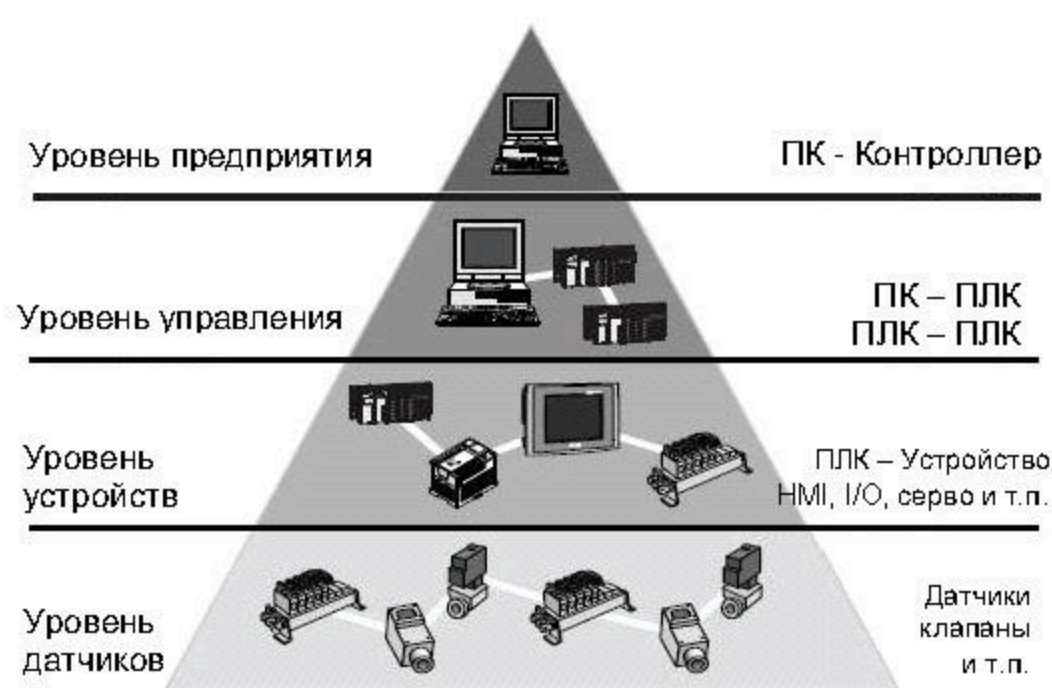 Уровень предприятия
ПК - Контроллер
Уровень управления
ПК – ПЛК
ПЛК – ПЛК
Уровень
устройств
ПЛК – Устройство
HMI, I/O, серво и т.п.
Уровень
датчиков
Датчики
клапаны
и т.п.